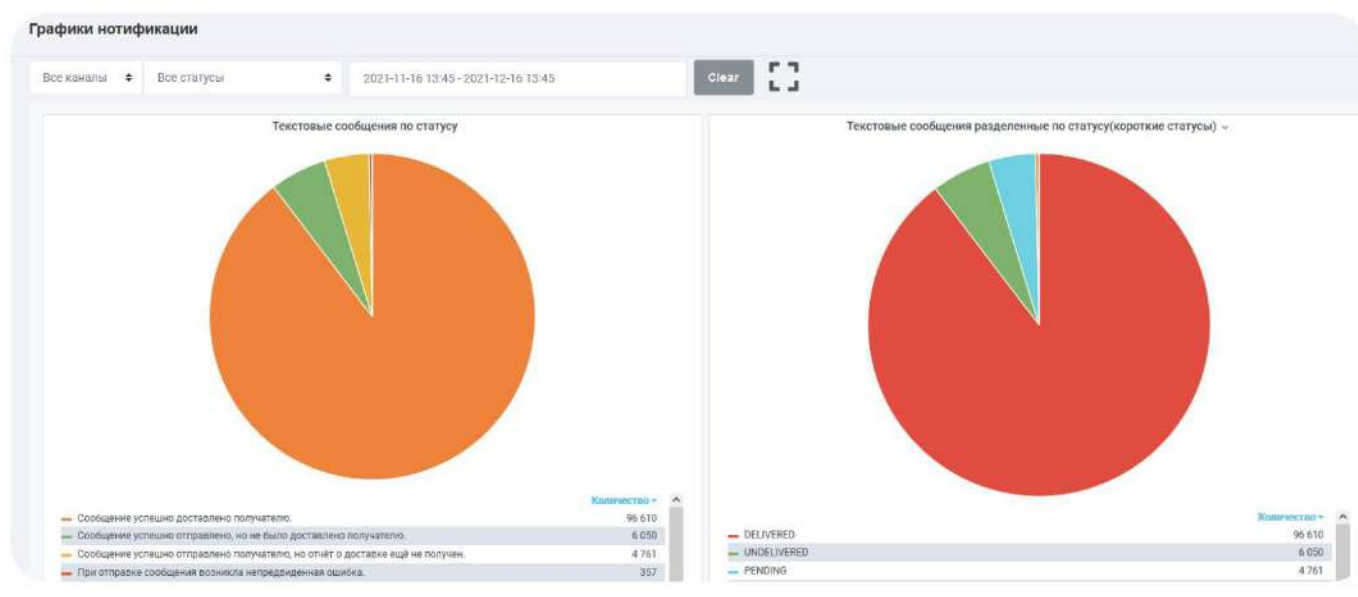 Графики нотификации
Все каналы Все статусы 2021-11-16 13:45 - 2021-12-16 13:45 Clear
Текстовые сообщения по статусу
Количество
Сообщение успешно доставлено получателю. 96 610
Сообщение успешно отправлено, но не было доставлено получателю. 6 050
Сообщение успешно отправлено получателю, но отчёт о доставке ещё не получен. 4 761
При отправке сообщения возникла непредвиденная ошибка. 357
Текстовые сообщения разделенные по статусу(короткие статусы)
Количество
DELIVERED 96 610
UNDELIVERED 6 050
PENDING 4 761